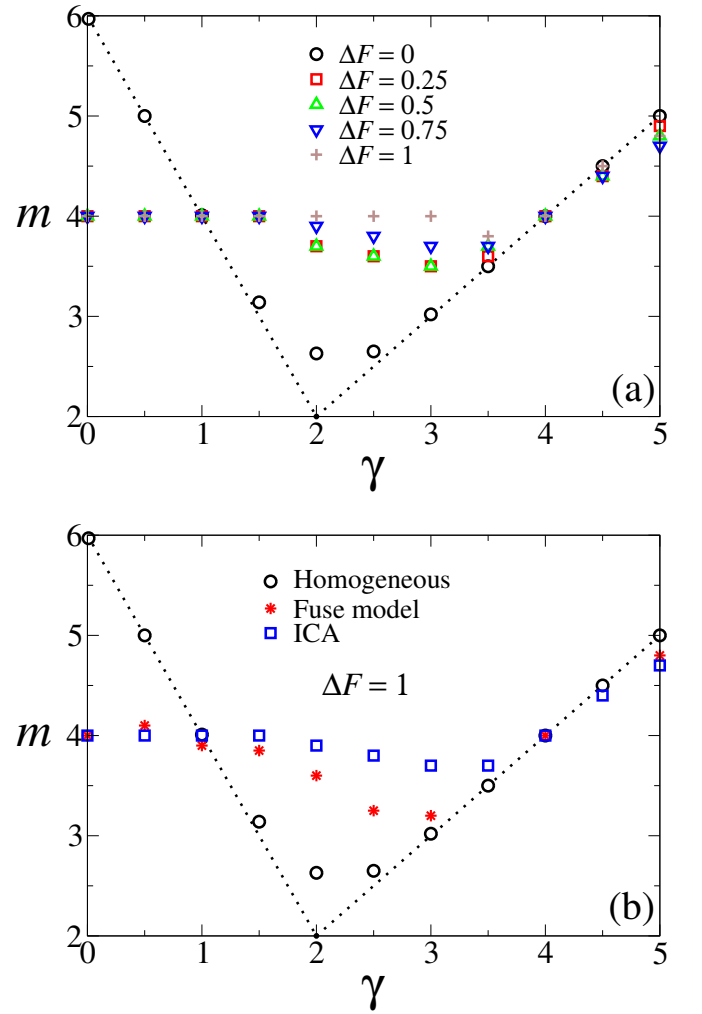 6
5
4
3
2
m
ΔF = 0
ΔF = 0.25
ΔF = 0.5
ΔF = 0.75
ΔF = 1
(a)
0 1 2 3 4 5
γ
6
5
4
3
2
m
Homogeneous
Fuse model
ICA
ΔF = 1
(b)
0 1 2 3 4 5
γ